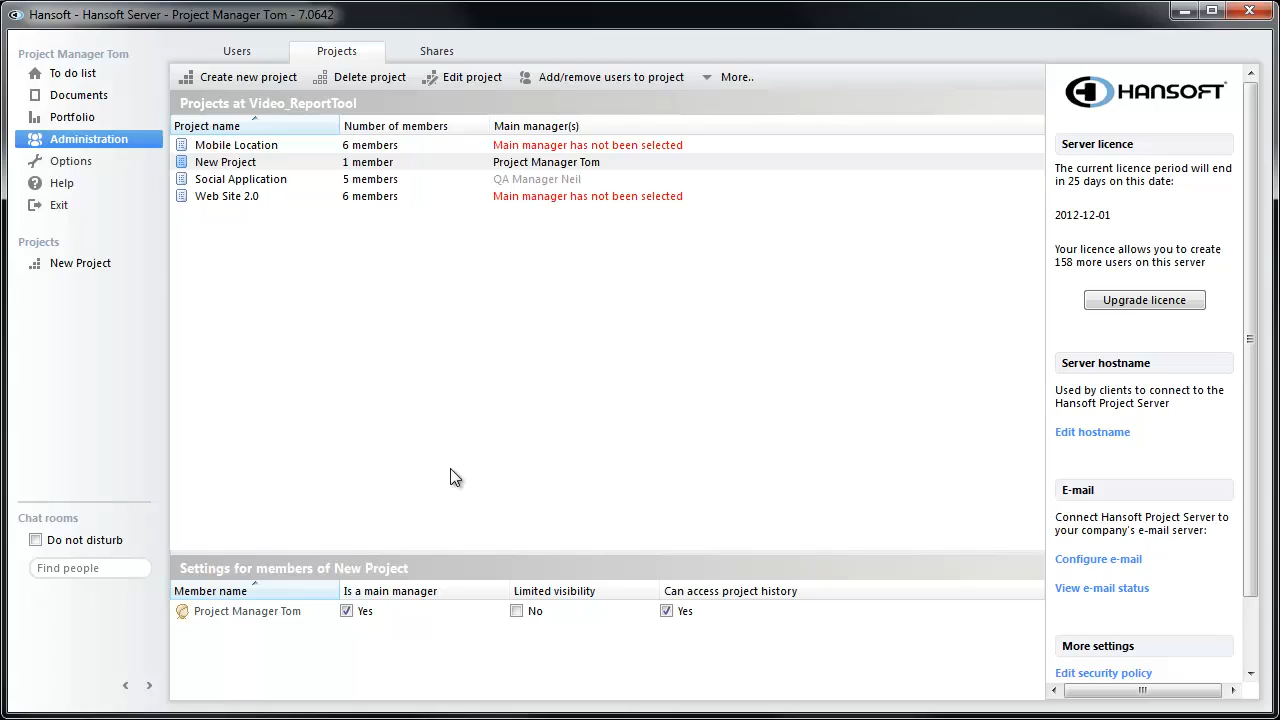 Hansoft - Hansoft Server - Project Manager Tom - 7.0642
Project Manager Tom
To do list
Documents
Portfolio
Administration
Options
Help
Exit
Projects
New Project
Chat rooms
Do not disturb
Find people
Users
Projects
Shares
Create new project
Delete project
Edit project
Add/remove users to project
More..
Projects at Video_ReportTool
Project name
Number of members
Main manager(s)
Mobile Location
6 members
Main manager has not been selected
New Project
1 member
Project Manager Tom
Social Application
5 members
QA Manager Neil
Web Site 2.0
6 members
Main manager has not been selected
Settings for members of New Project
Member name
Is a main manager
Limited visibility
Can access project history
Project Manager Tom
Yes
No
Yes
HANSOFT
Server licence
The current licence period will end
in 25 days on this date:
2012-12-01
Your licence allows you to create
158 more users on this server
Upgrade licence
Server hostname
Used by clients to connect to the
Hansoft Project Server
Edit hostname
E-mail
Connect Hansoft Project Server to
your company's e-mail server:
Configure e-mail
View e-mail status
More settings
Edit security policy